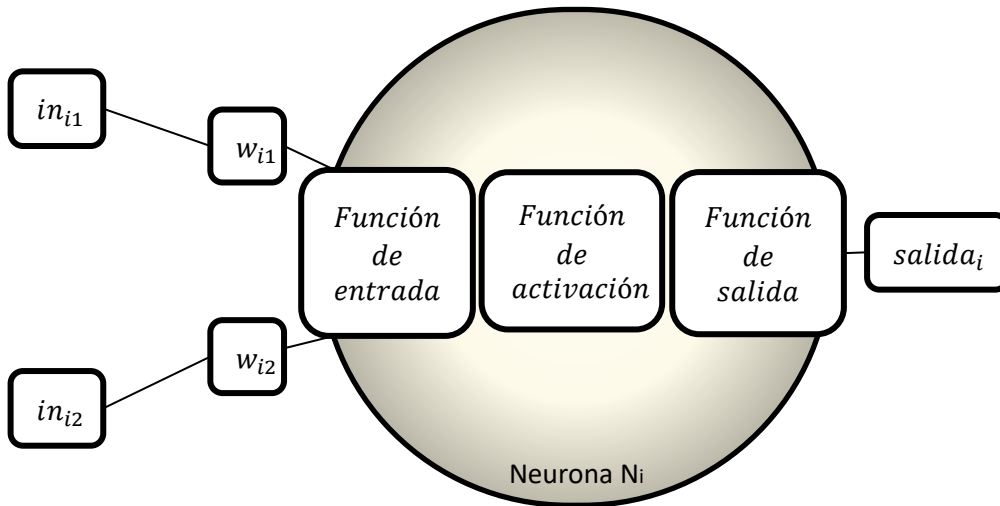 in_{i1}
w_{i1}
Función
de
entrada
Función
de
activación
Función
de
salida
salida_i
w_{i2}
in_{i2}
Neurona Ni